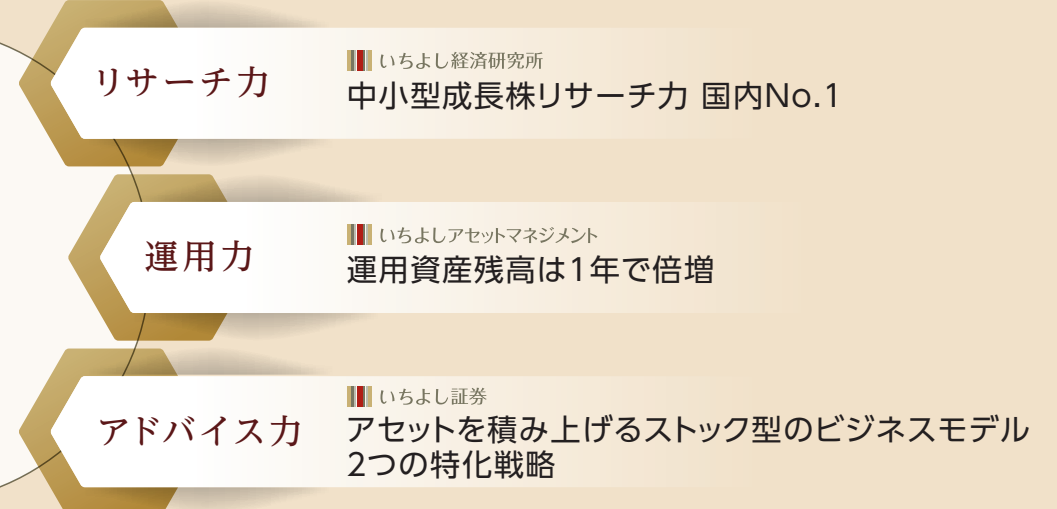 リサーチ力
いちよし経済研究所
中小型成長株リサーチ力 国内No.1
運用力
いちよしアセットマネジメント
運用資産残高は1年で倍増
アドバイス力
いちよし証券
アセットを積み上げるストック型のビジネスモデル
2つの特化戦略